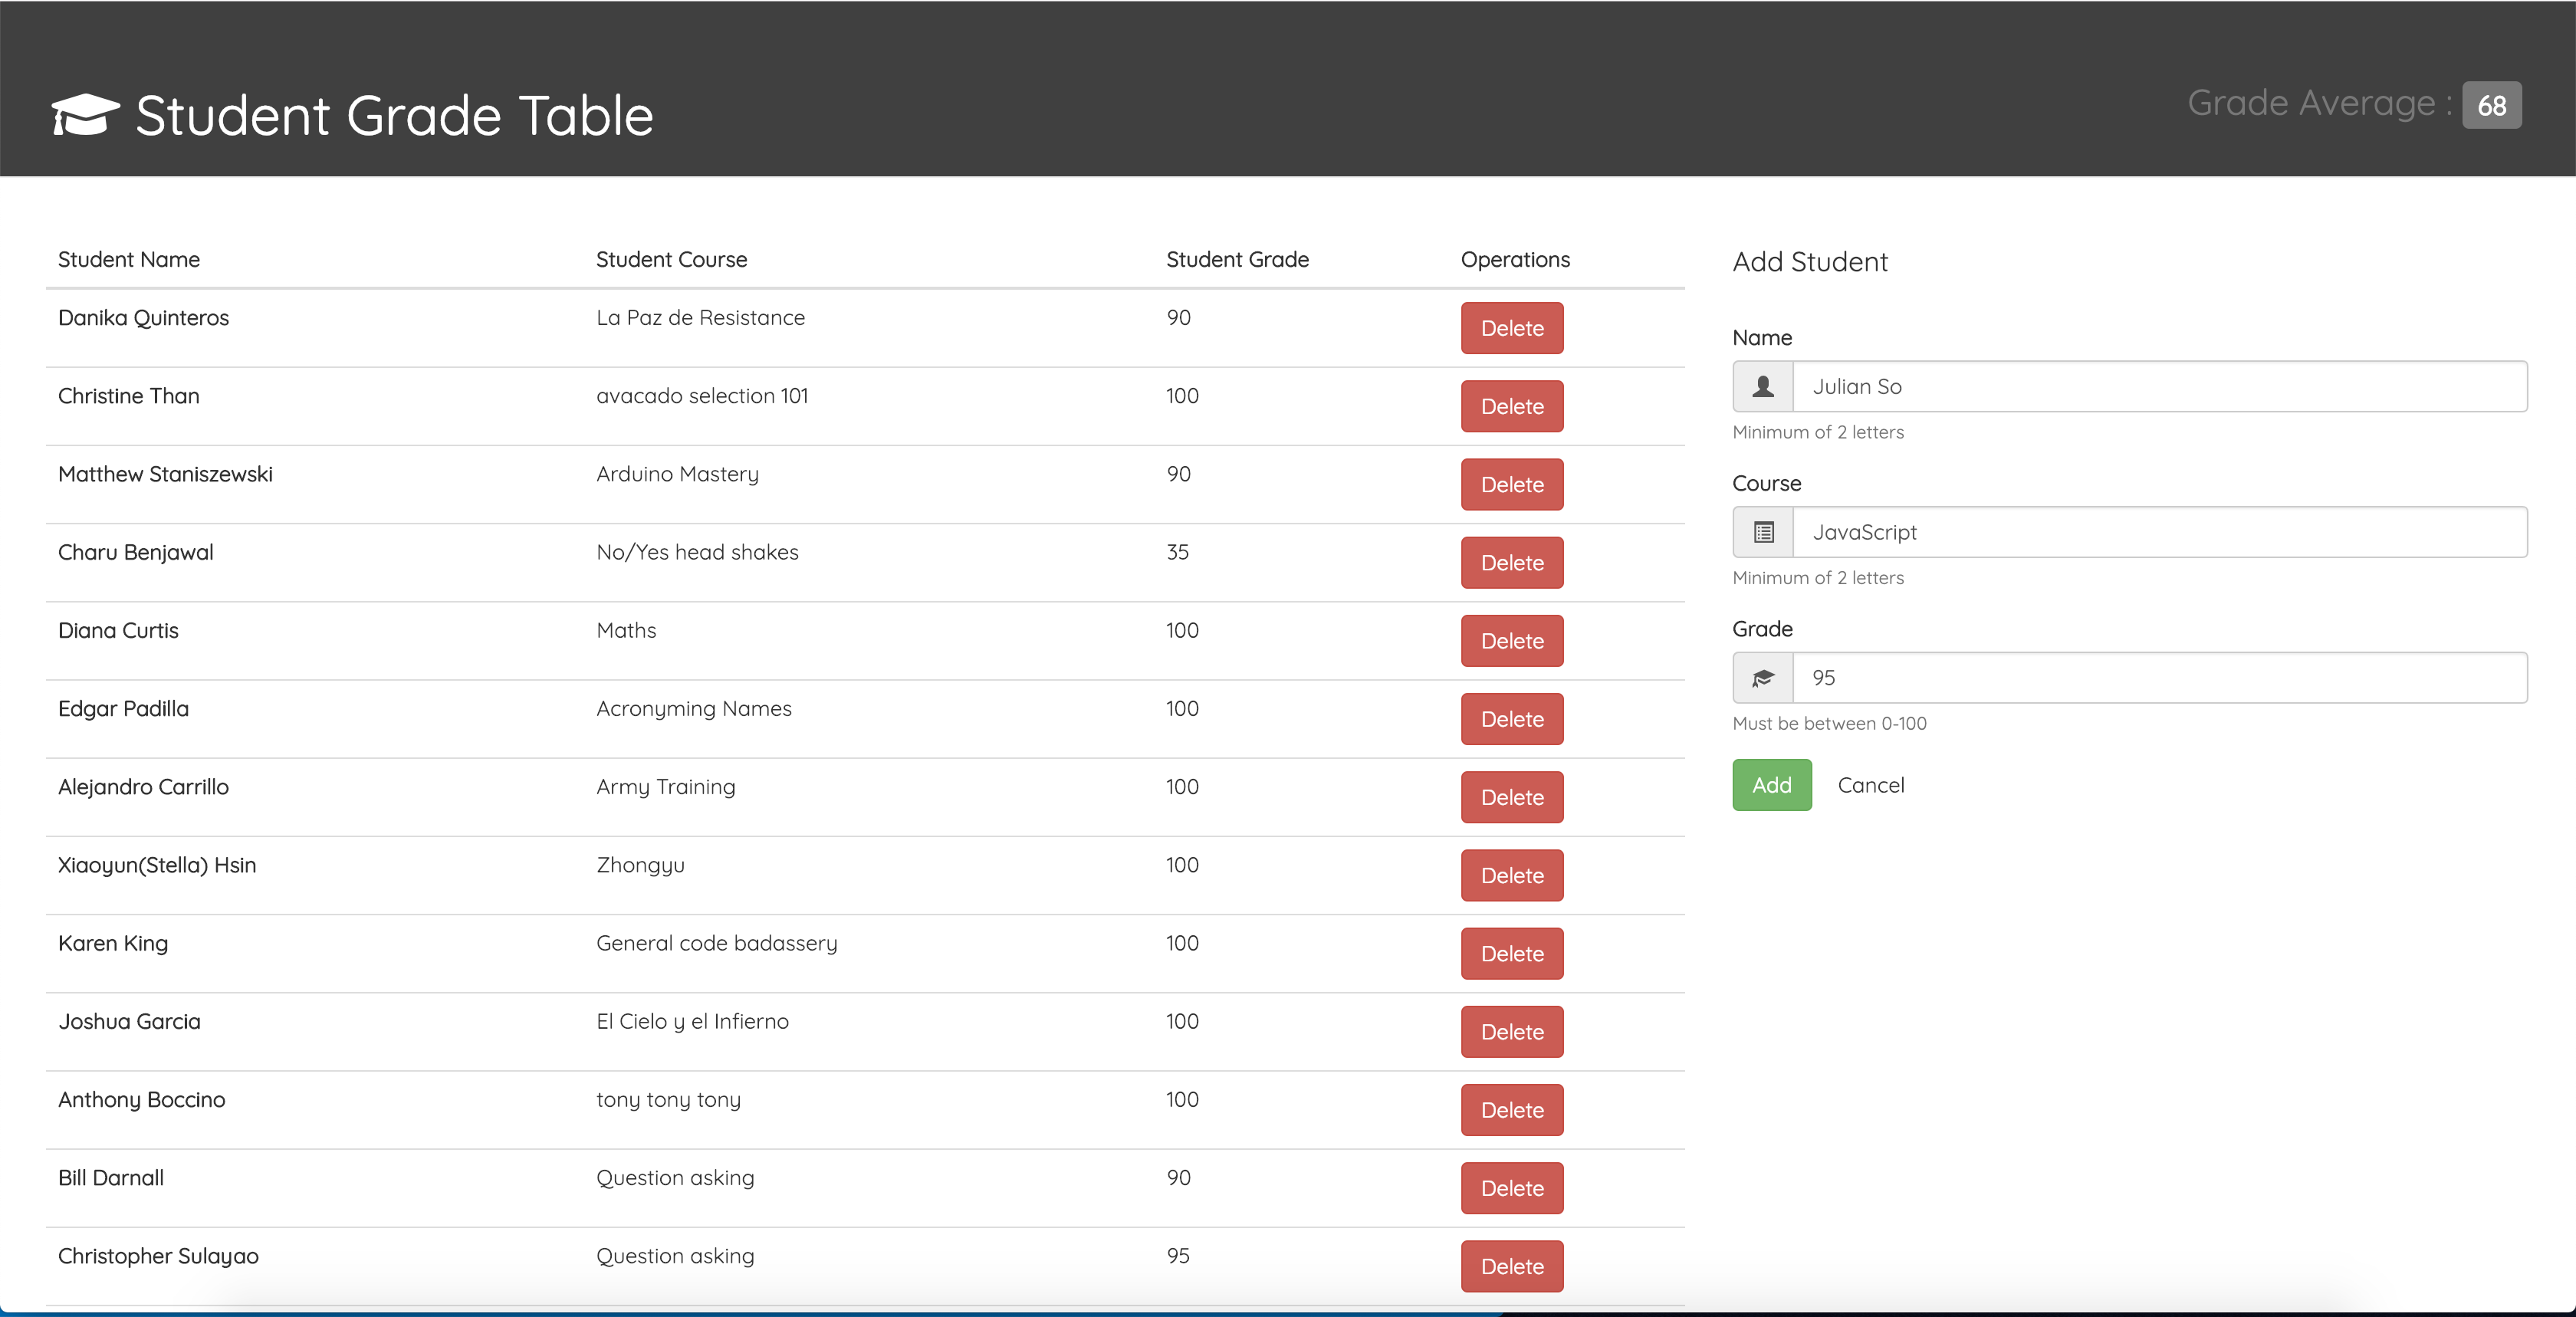 Student Grade Table
Grade Average : 68
Student Name Student Course Student Grade Operations
Danika Quinteros La Paz de Resistance 90 Delete
Christine Than avacado selection 101 100 Delete
Matthew Staniszewski Arduino Mastery 90 Delete
Charu Benjawal No/Yes head shakes 35 Delete
Diana Curtis Maths 100 Delete
Edgar Padilla Acronyming Names 100 Delete
Alejandro Carrillo Army Training 100 Delete
Xiaoyun(Stella) Hsin Zhongyu 100 Delete
Karen King General code badassery 100 Delete
Joshua Garcia El Cielo y el Infierno 100 Delete
Anthony Boccino tony tony tony 100 Delete
Bill Darnall Question asking 90 Delete
Christopher Sulayao Question asking 95 Delete
Add Student
Name
Julian So
Minimum of 2 letters
Course
JavaScript
Minimum of 2 letters
Grade
95
Must be between 0-100
Add Cancel